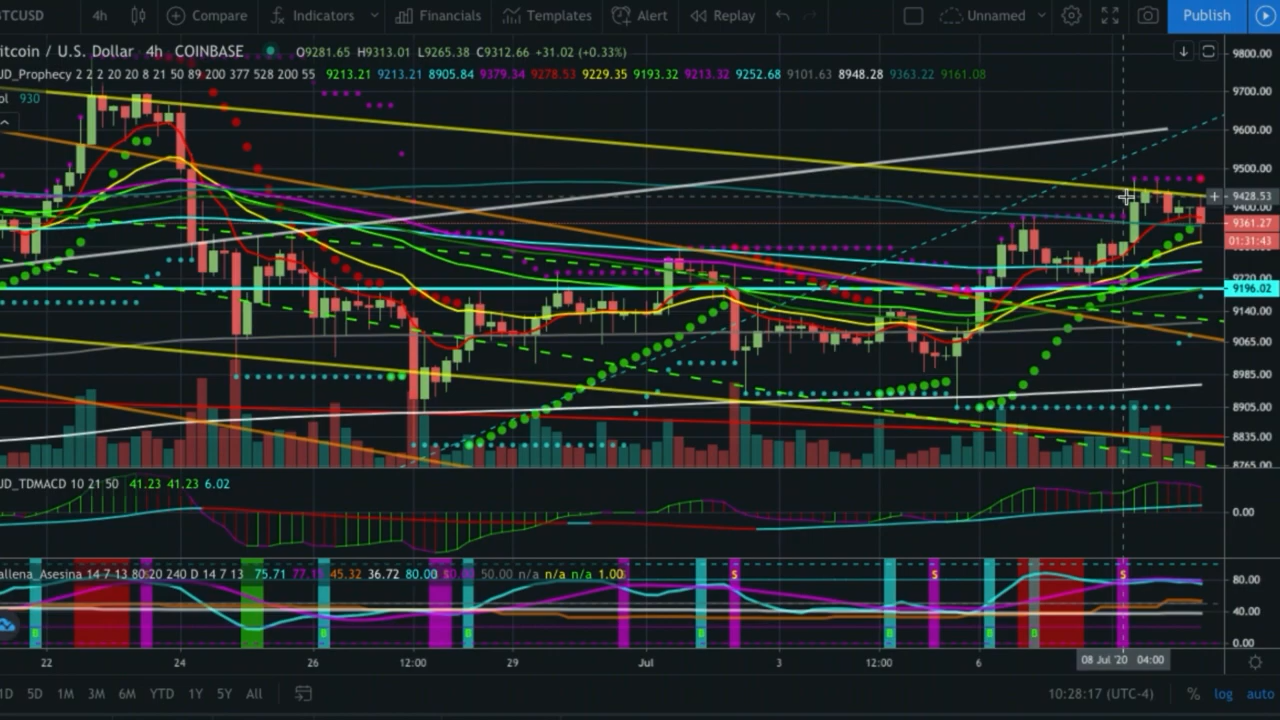 TCUSD 4h Compare Indicators Financials Templates Alert Replay Unnamed Publish
itcoin / U.S. Dollar 4h COINBASE O9281.65 H9313.01 L9265.38 C9312.66 +31.02 (+0.33%)
JD_Prophecy 2 2 2 20 20 8 21 50 89 200 377 528 200 55 9213.21 9213.21 8905.84 9379.34 9278.53 9229.35 9193.32 9213.32 9252.68 9101.63 8948.28 9363.22 9161.08
ol 930
9800.00
9700.00
9600.00
9500.00
9428.53
9400.00
9361.27
01:31:43
9220.00
9196.02
9140.00
9065.00
8985.00
8905.00
8835.00
8765.00
JD_TDMACD 10 21 50 41.23 41.23 6.02
0.00
allena_Asesina 14 7 13 80 20 240 D 14 7 13 75.71 45.32 36.72 80.00 50.00 n/a n/a n/a 1.00
80.00
40.00
0.00
$ $ $ $
B B B B B B B
22 24 26 12:00 29 Jul 3 12:00 6 08 Jul '20 04:00
1D 5D 1M 3M 6M YTD 1Y 5Y All 10:28:17 (UTC-4) % log auto